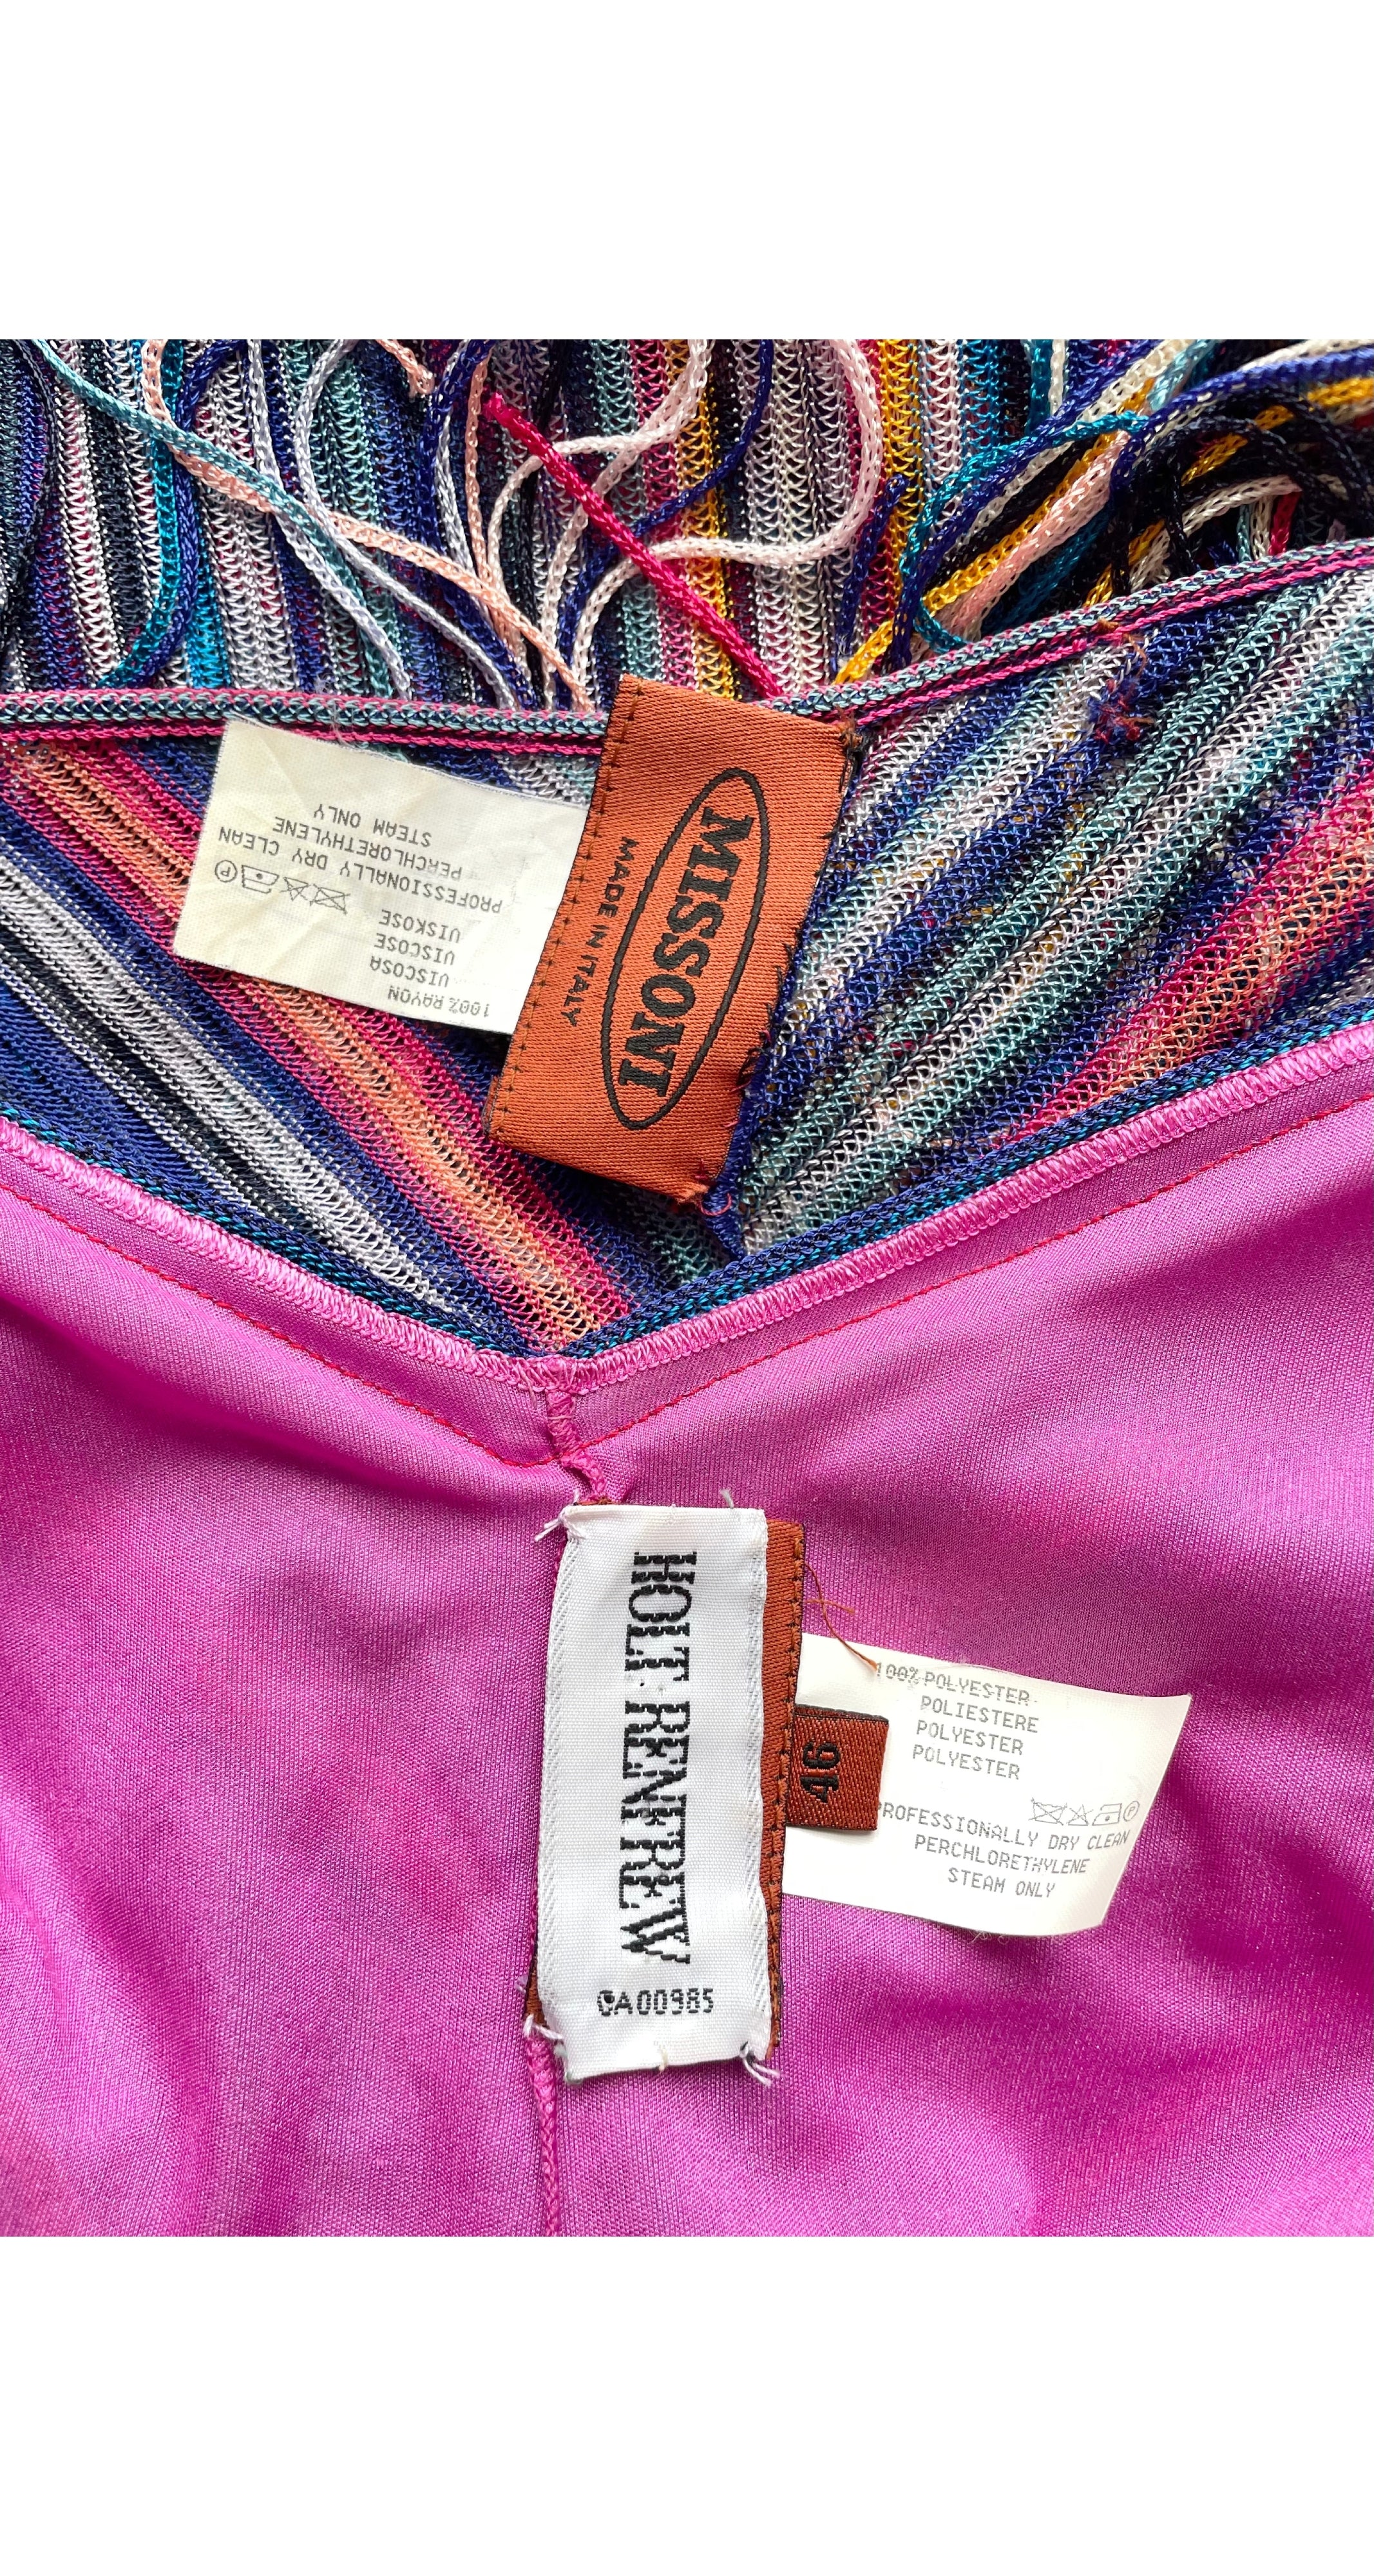 MISSONI
MADE IN ITALY
100% RAYON
VISCOSA
VISCOSE
VISKOSE
PROFESSIONALLY DRY CLEAN
PERCHLORETHYLENE
STEAM ONLY
HOLT RENFREW
CA00985
46
100% POLYESTER
POLIESTERE
POLYESTER
POLYESTER
PROFESSIONALLY DRY CLEAN
PERCHLORETHYLENE
STEAM ONLY